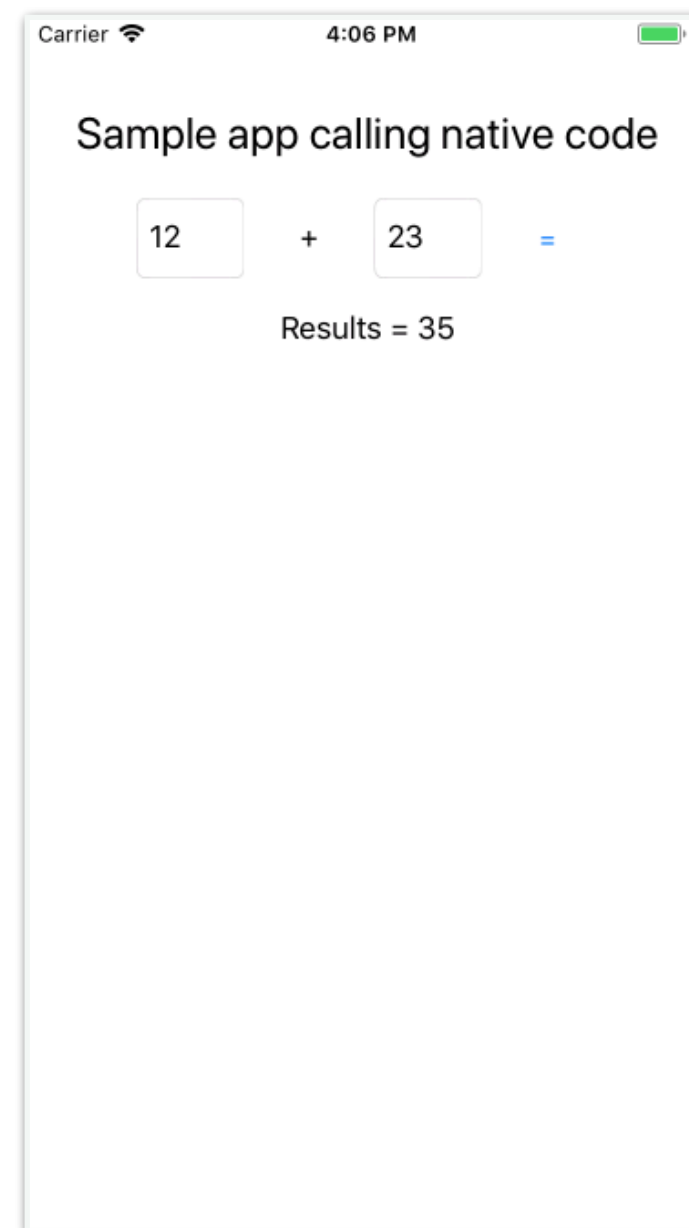 Carrier 4:06 PM
Sample app calling native code
12 + 23 =
Results = 35